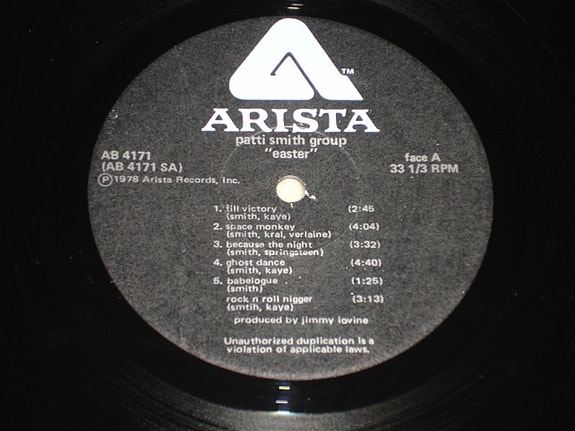 TM
ARISTA
patti smith group
"easter"
AB 4171
(AB 4171 SA)
Ⓟ1978 Arista Records, Inc.
face A
33 1/3 RPM
1. till victory (2:45
(smith, kaye)
2. space monkey (4:04)
(smith, kral, verlaine)
3. because the night (3:32)
(smith, springsteen)
4. ghost dance (4:40)
(smith, kaye)
5. babelogue (1:25)
(smith)
rock n roll nigger (3:13)
(smtih, kaye)
produced by jimmy iovine
Unauthorized duplication is a
violation of applicable laws.